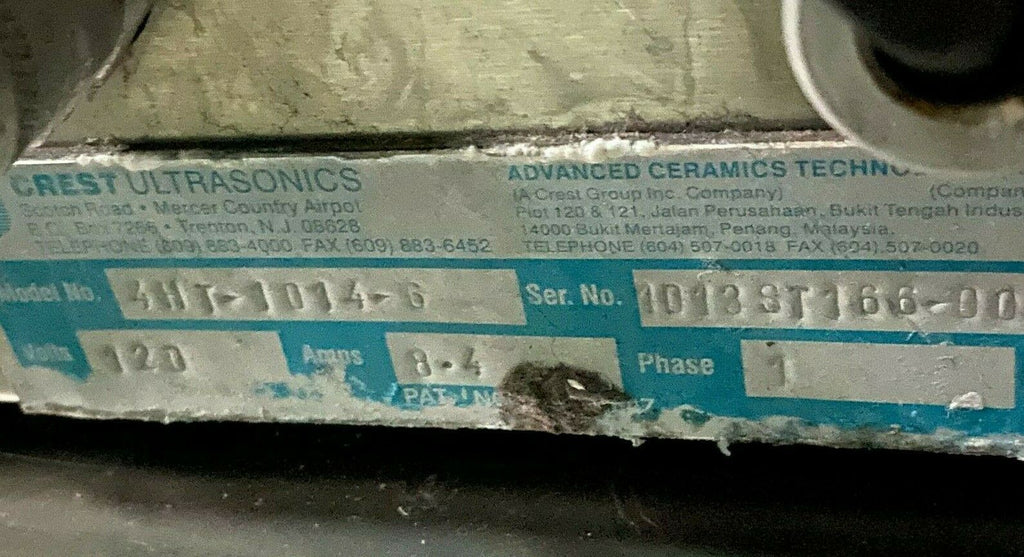 CREST ULTRASONICS
Scotch Road • Mercer Country Airpot
P.O. Box 7266 • Trenton, N.J. 08628
TELEPHONE (609) 883-4000 FAX (609) 883-6452
ADVANCED CERAMICS TECHNO
(A Crest Group Inc. Company) (Compan
Plot 120 & 121, Jalan Perusahaan, Bukit Tengah Indus
14000 Bukit Mertajam, Penang, Malaysia.
TELEPHONE (604) 507-0018 FAX (604) 507-0020
Model No. 4HT-1014-6 Ser. No. 1013ST166-00
Volts 120 Amps 8.4 Phase 1
PAT. NO